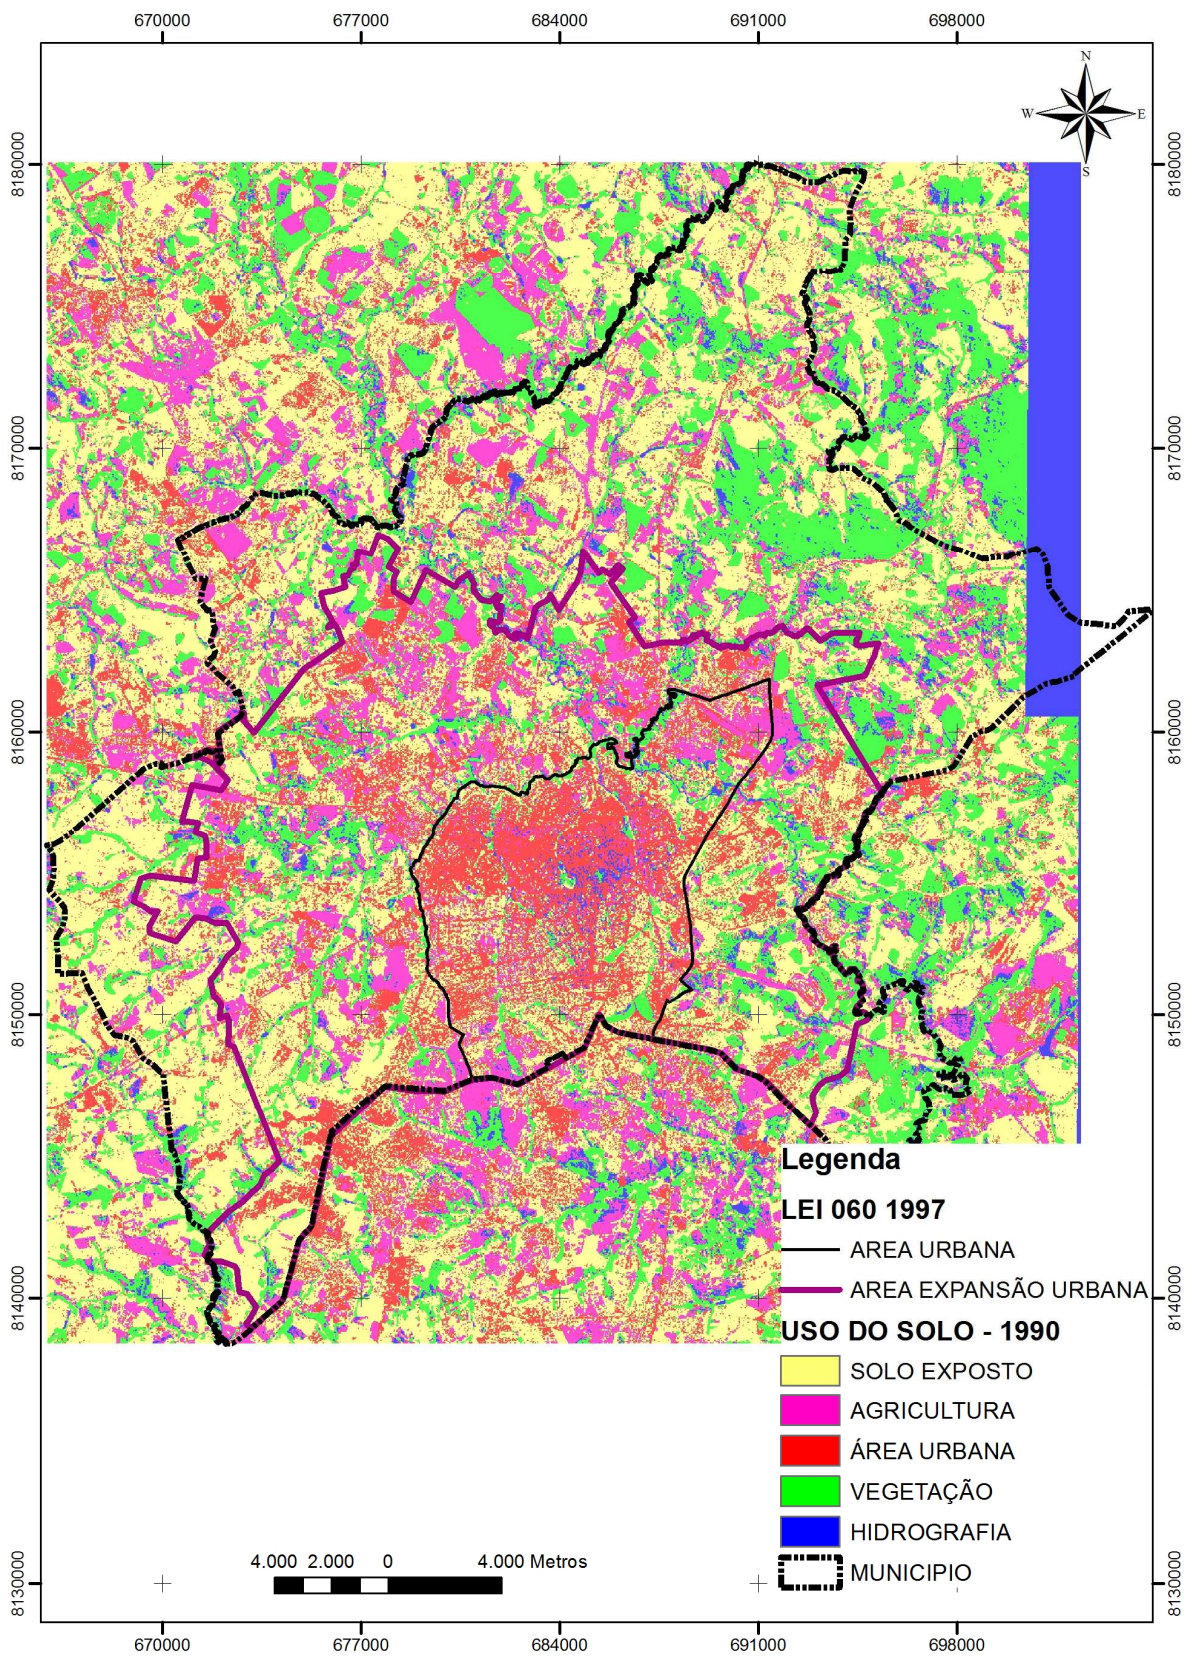 670000 677000 684000 691000 698000
N
W E
S
8180000 8180000
8170000 8170000
8160000 8160000
8150000 8150000
8140000 8140000
8130000 8130000
Legenda
LEI 060 1997
AREA URBANA
AREA EXPANSÃO URBANA
USO DO SOLO - 1990
SOLO EXPOSTO
AGRICULTURA
ÁREA URBANA
VEGETAÇÃO
HIDROGRAFIA
MUNICIPIO
4.000 2.000 0 4.000 Metros
670000 677000 684000 691000 698000